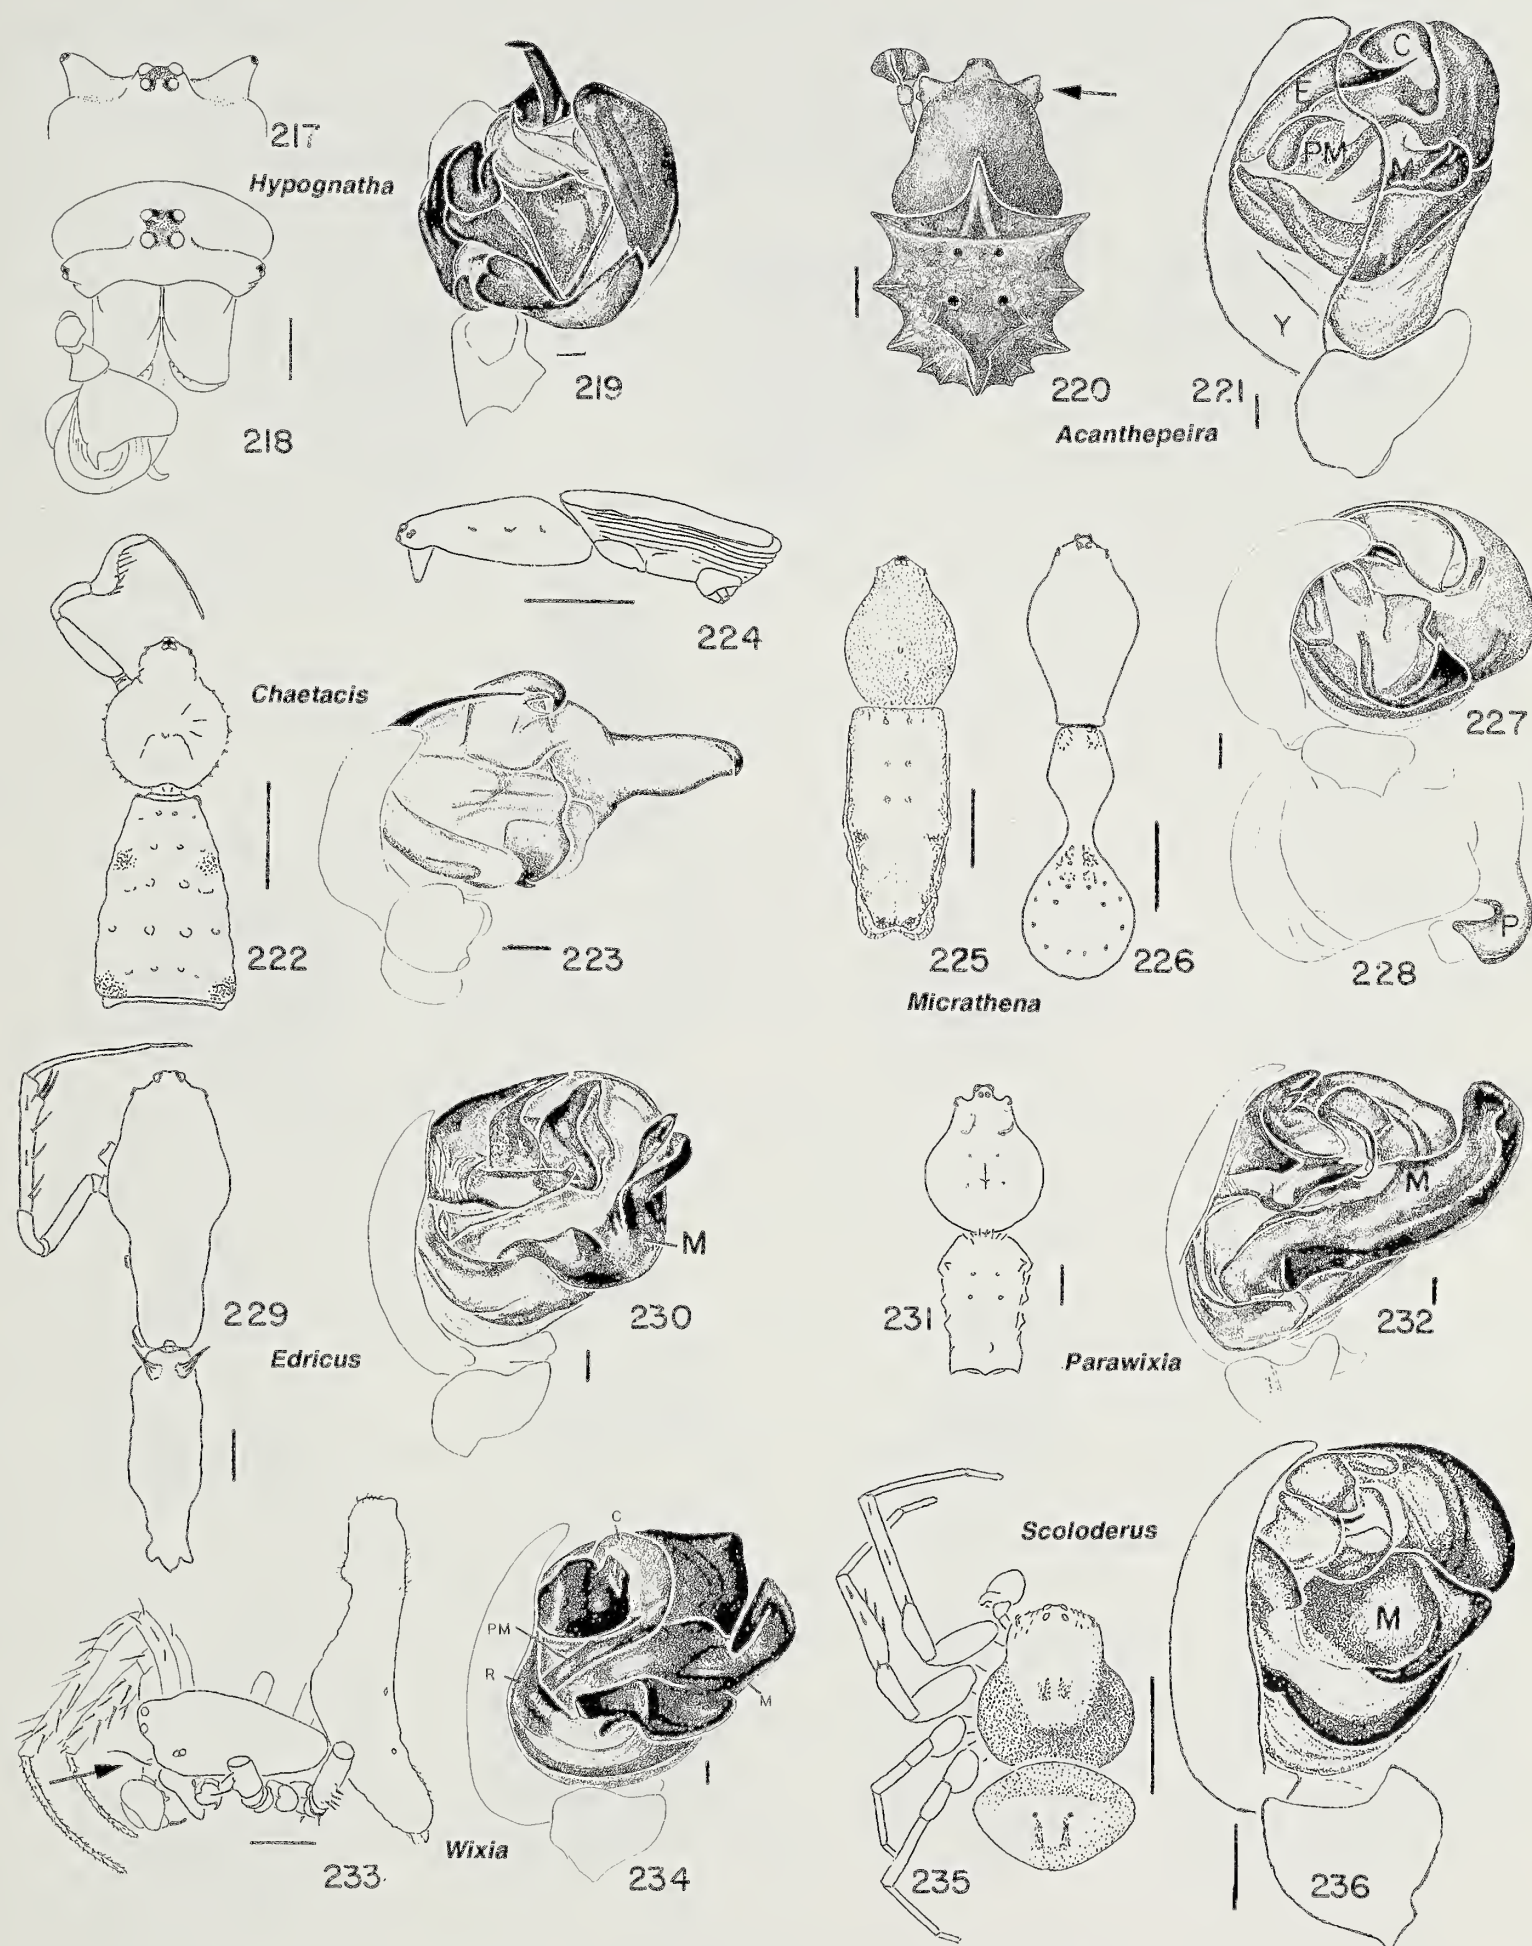 217
Hypognatha
218
219
220
C
E
PM
M
Y
221
Acanthepeira
224
Chaetacis
222
223
225
226
227
P
228
Micrathena
229
M
230
Edricus
231
M
232
Parawixia
C
PM
R
M
233
Wixia
234
Scoloderus
235
M
236